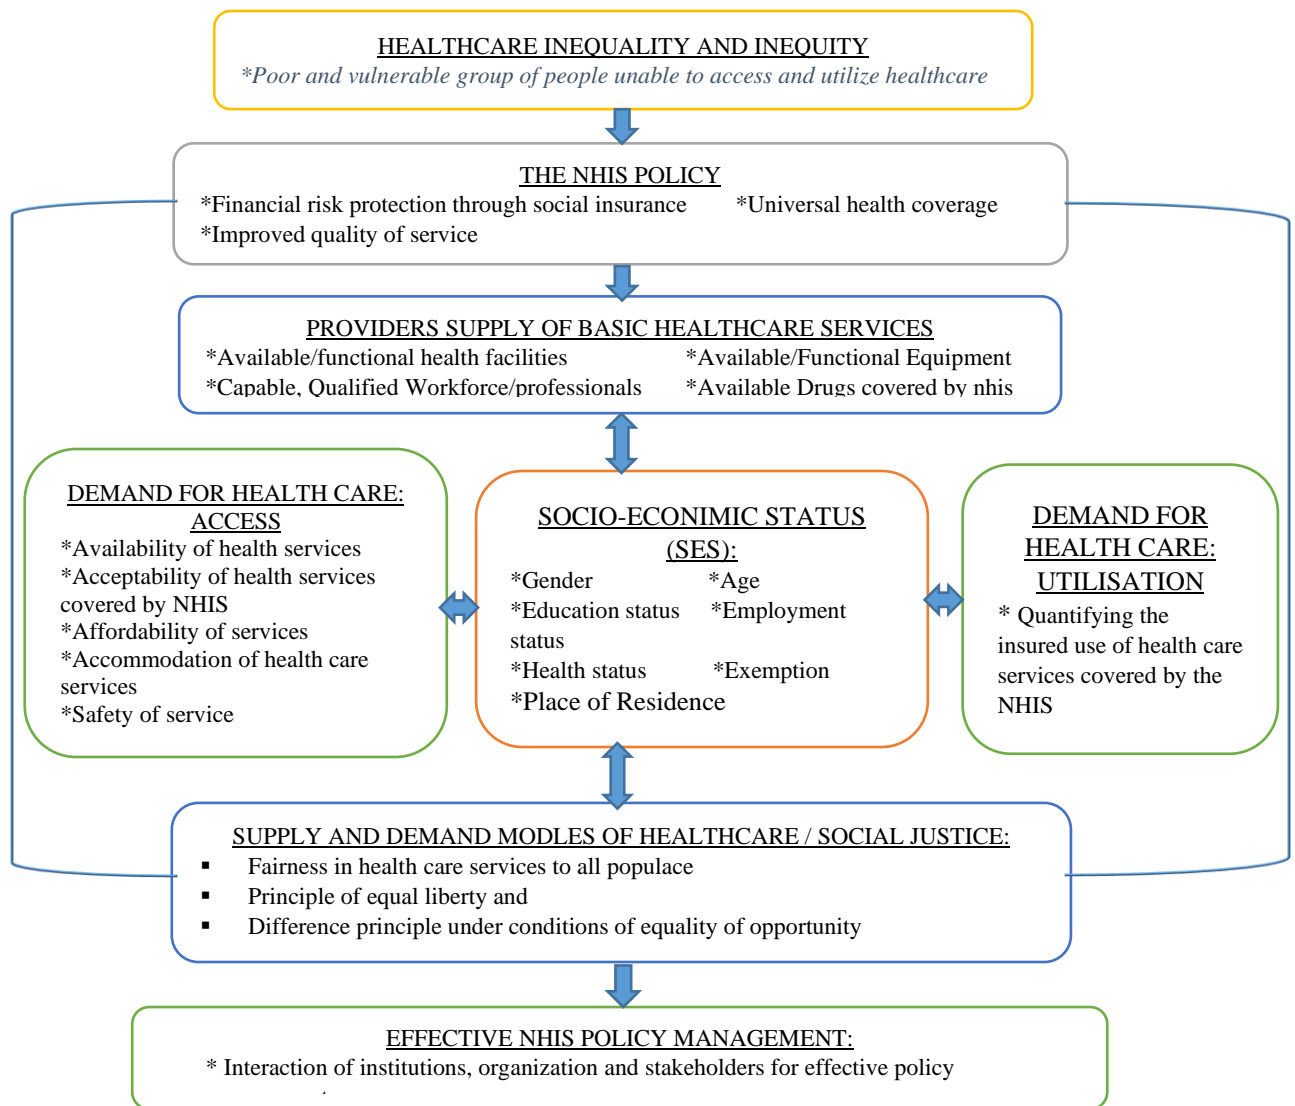 HEALTHCARE INEQUALITY AND INEQUITY
*Poor and vulnerable group of people unable to access and utilize healthcare
THE NHIS POLICY
*Financial risk protection through social insurance *Universal health coverage
*Improved quality of service
PROVIDERS SUPPLY OF BASIC HEALTHCARE SERVICES
*Available/functional health facilities *Available/Functional Equipment
*Capable, Qualified Workforce/professionals *Available Drugs covered by nhis
DEMAND FOR HEALTH CARE:
ACCESS
*Availability of health services
*Acceptability of health services
covered by NHIS
*Affordability of services
*Accommodation of health care
services
*Safety of service
SOCIO-ECONIMIC STATUS
(SES):
*Gender *Age
*Education status *Employment
status
*Health status *Exemption
*Place of Residence
DEMAND FOR
HEALTH CARE:
UTILISATION
* Quantifying the
insured use of health care
services covered by the
NHIS
SUPPLY AND DEMAND MODLES OF HEALTHCARE / SOCIAL JUSTICE:
▪ Fairness in health care services to all populace
▪ Principle of equal liberty and
▪ Difference principle under conditions of equality of opportunity
EFFECTIVE NHIS POLICY MANAGEMENT:
* Interaction of institutions, organization and stakeholders for effective policy